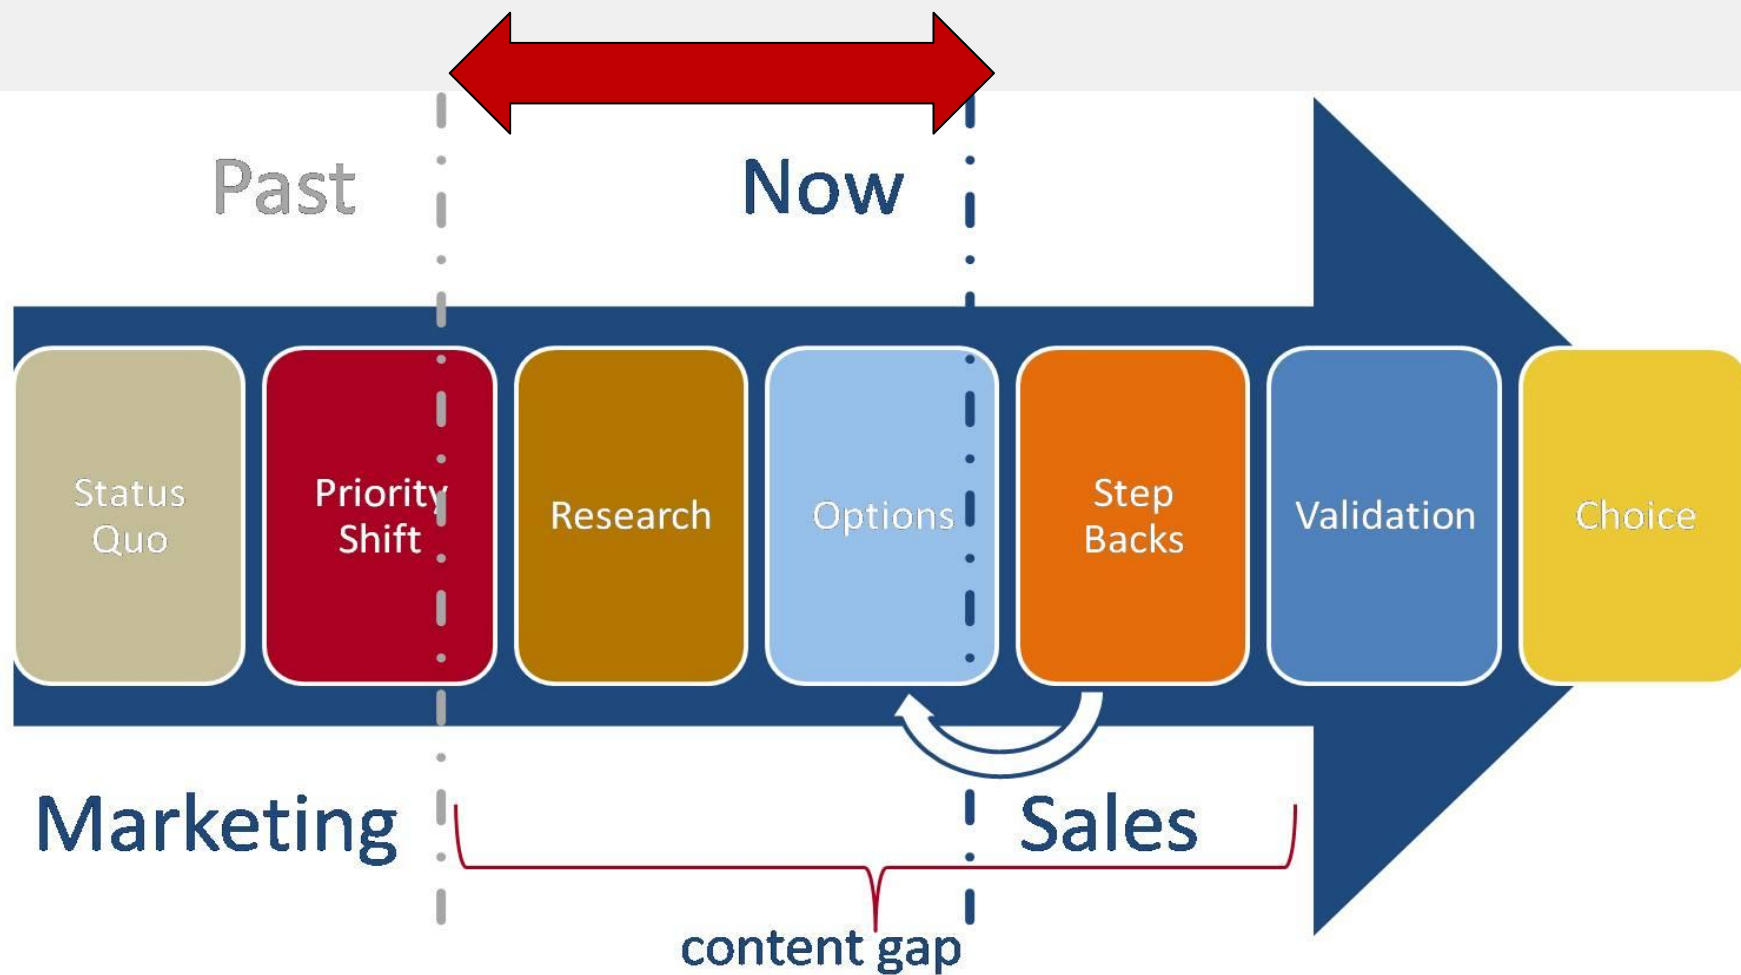 Past
Now
Status
Quo
Priority
Shift
Research
Options
Step
Backs
Validation
Choice
Marketing
Sales
content gap